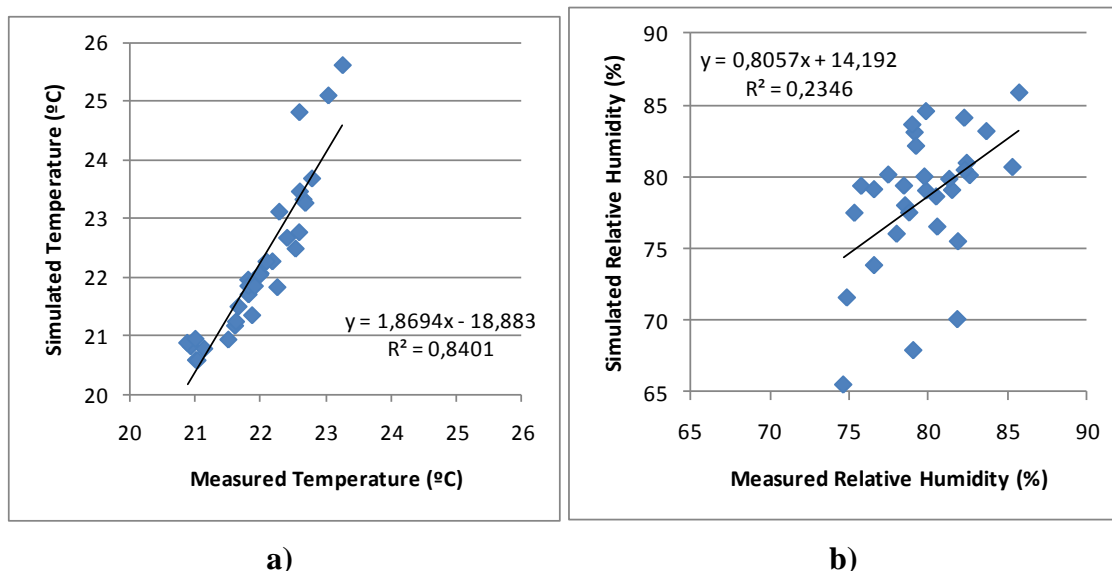 26
25
24
23
22
21
20
20 21 22 23 24 25 26
Simulated Temperature (ºC)
Measured Temperature (ºC)
y = 1,8694x - 18,883
R² = 0,8401
a)
90
85
80
75
70
65
65 70 75 80 85 90
Simulated Relative Humidity (%)
Measured Relative Humidity (%)
y = 0,8057x + 14,192
R² = 0,2346
b)